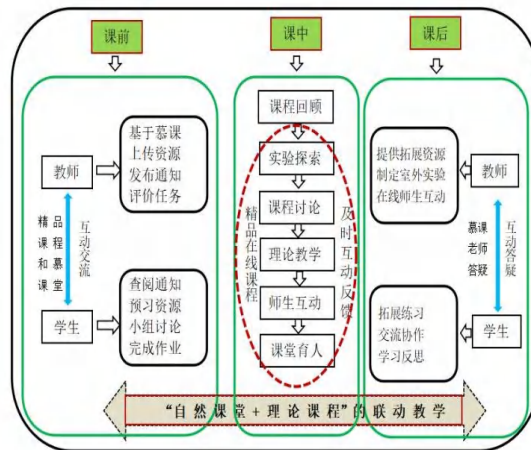 课前
课中
课后
教师
基于慕课
上传资源
发布通知
评价任务
精品
课程
和慕
课堂
互动交流
学生
查阅通知
预习资源
小组讨论
完成作业
课程回顾
实验探索
课程讨论
理论教学
师生互动
课堂育人
精品在线课程
及时互动反馈
提供拓展资源
制定室外实验
在线师生互动
教师
慕课
老师
答疑
互动答疑
拓展练习
交流协作
学习反思
学生
“自然课堂+理论课程”的联动教学